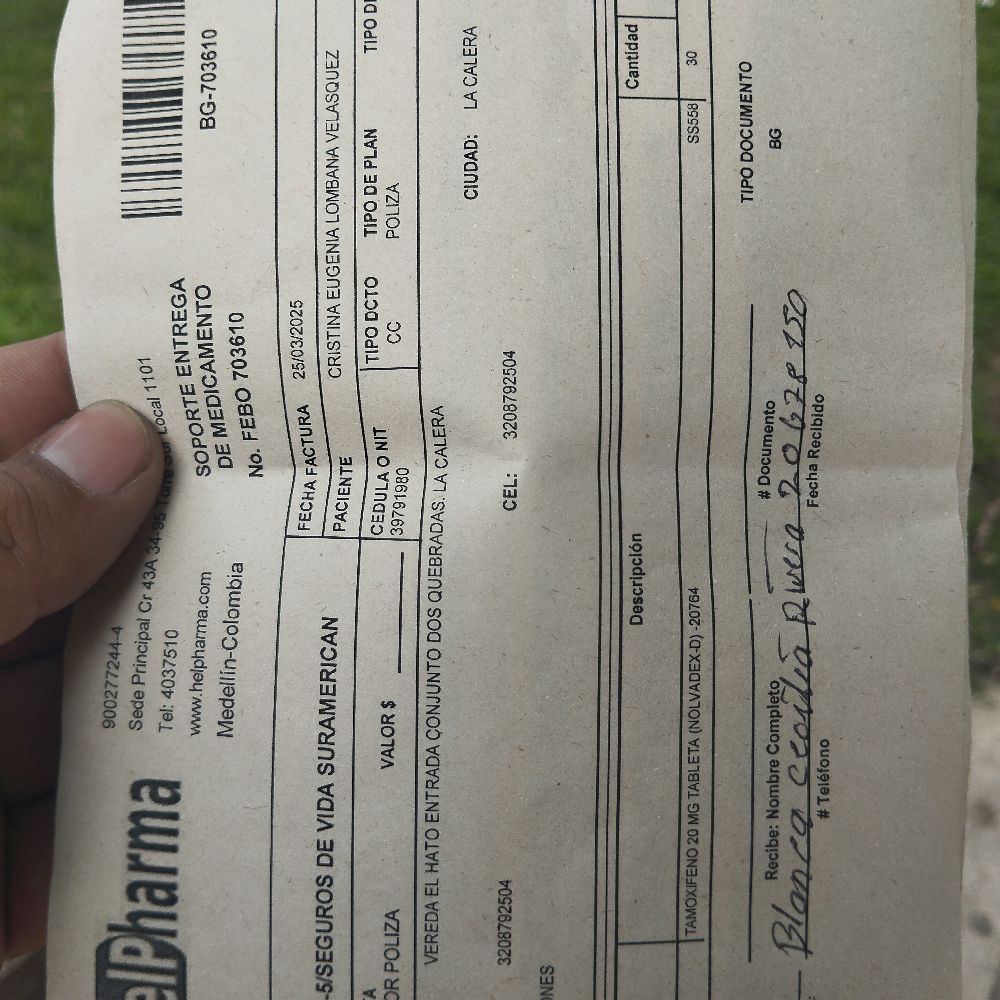 elPharma
900277244-4
Sede Principal Cr 43A 34-95 Torre Sur Local 1101
Tel: 4037510
www.helpharma.com
Medellín-Colombia
SOPORTE ENTREGA
DE MEDICAMENTO
No. FEBO 703610
BG-703610
-5/SEGUROS DE VIDA SURAMERICAN
FECHA FACTURA 25/03/2025
PACIENTE CRISTINA EUGENIA LOMBANA VELASQUEZ
TA VALOR $ CEDULA O NIT TIPO DCTO TIPO DE PLAN TIPO DE
OR POLIZA 39791980 CC POLIZA
VEREDA EL HATO ENTRADA CONJUNTO DOS QUEBRADAS. LA CALERA
CIUDAD: LA CALERA
3208792504 CEL: 3208792504
ONES
Descripción Cantidad
TAMOXIFENO 20 MG TABLETA (NOLVADEX-D) -20764 SS558 30
TIPO DOCUMENTO
BG
Recibe: Nombre Completo # Documento
Blanca cecilia Rivera 20678150
# Teléfono Fecha Recibido